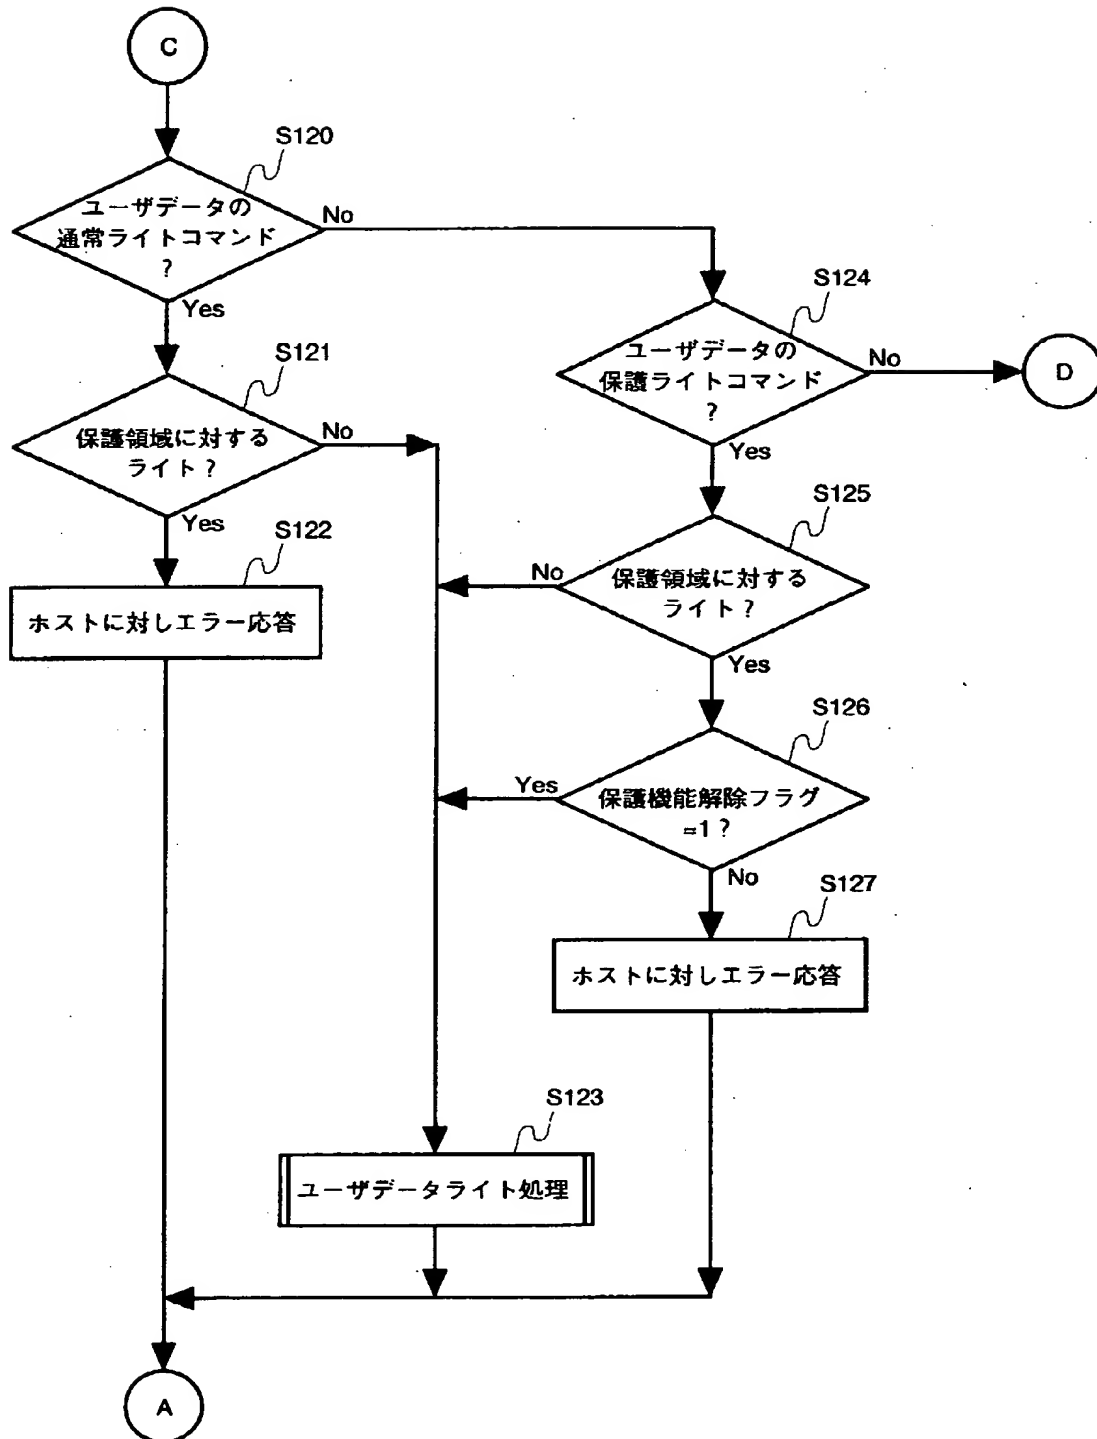 C
S120
ユーザデータの
通常ライトコマンド
?
No
Yes
S124
ユーザデータの
保護ライトコマンド
?
No
D
Yes
S121
保護領域に対する
ライト?
No
Yes
S125
保護領域に対する
ライト?
No
Yes
S122
ホストに対しエラー応答
S126
保護機能解除フラグ
=1?
Yes
No
S127
ホストに対しエラー応答
S123
ユーザデータライト処理
A